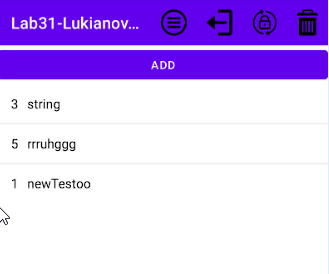 Lab31-Lukianov...
ADD
3 string
5 rrruhggg
1 newTestoo